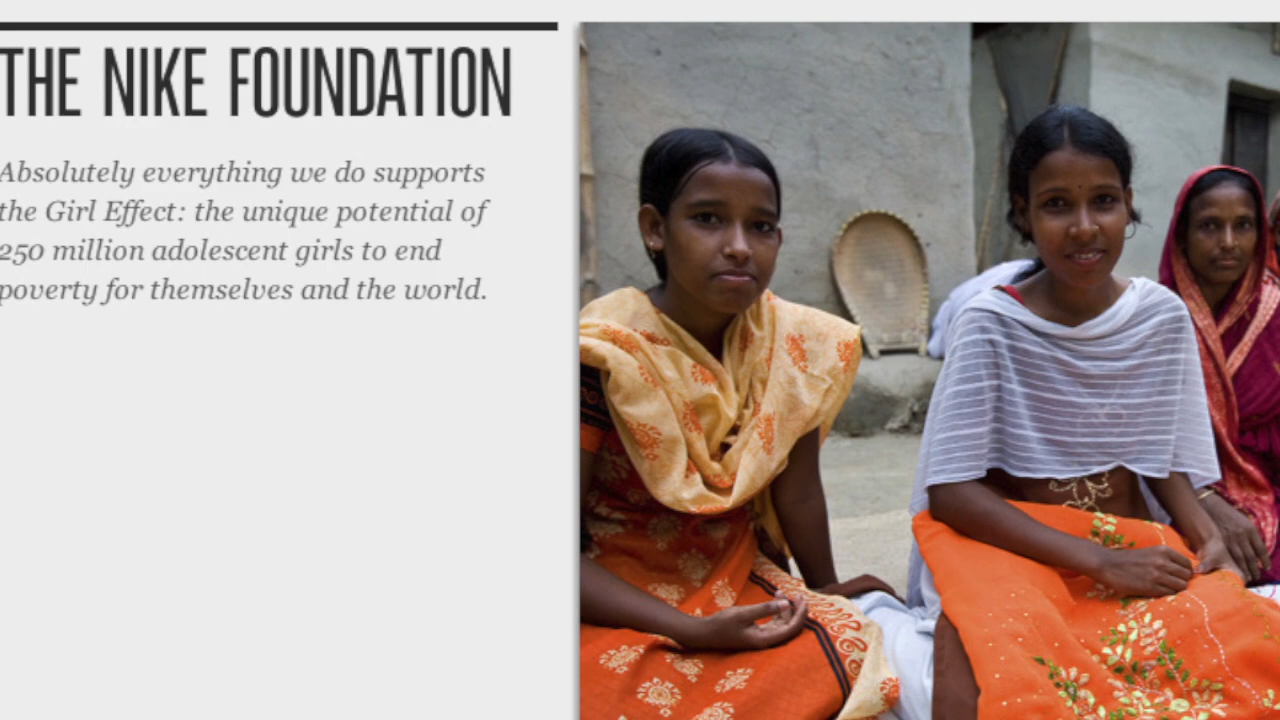 THE NIKE FOUNDATION
Absolutely everything we do supports
the Girl Effect: the unique potential of
250 million adolescent girls to end
poverty for themselves and the world.